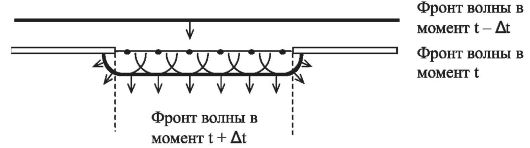 Фронт волны в
момент t – Δt
Фронт волны в
момент t
Фронт волны в
момент t + Δt